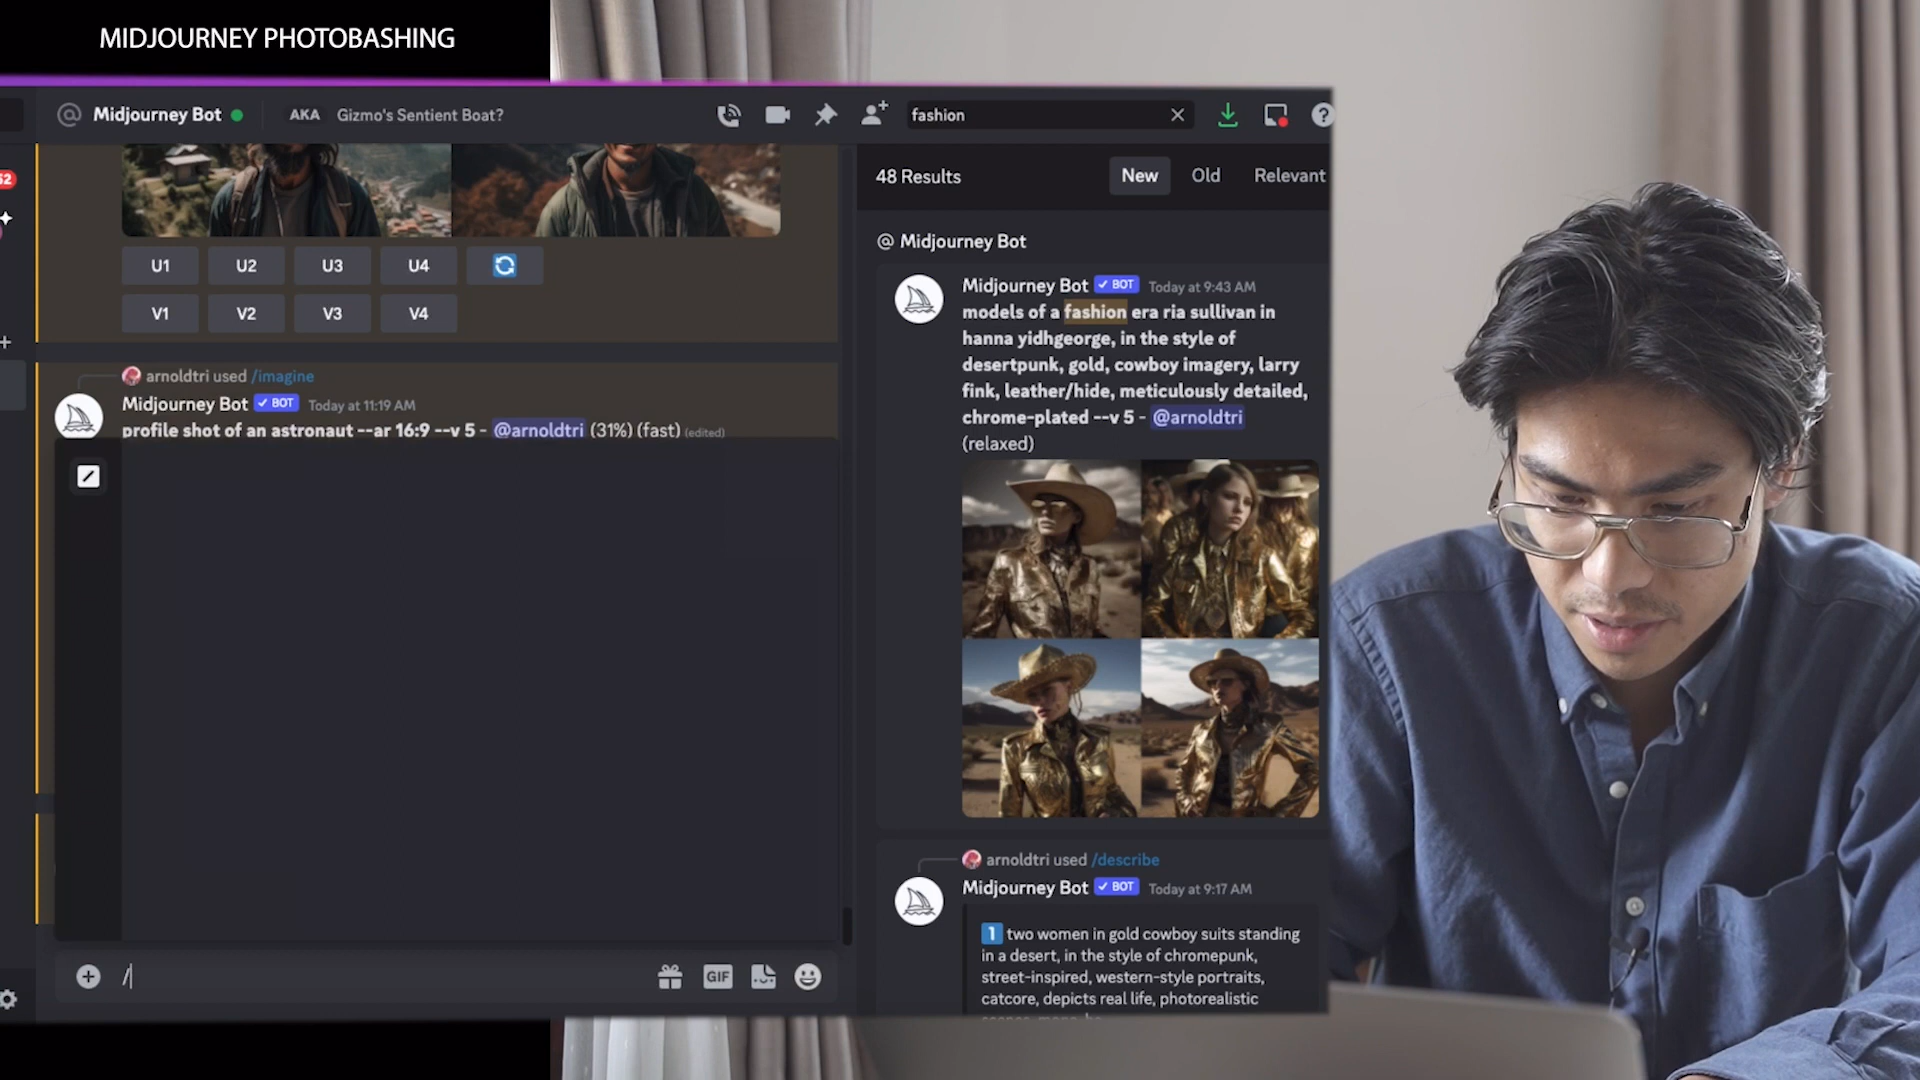 MIDJOURNEY PHOTOBASHING
Midjourney Bot AKA Gizmo's Sentient Boat?
fashion
52
U1 U2 U3 U4
V1 V2 V3 V4
arnoldtri used /imagine
Midjourney Bot BOT Today at 11:19 AM
profile shot of an astronaut --ar 16:9 --v 5 - @arnoldtri (31%) (fast) (edited)
/
GIF
48 Results New Old Relevant
@ Midjourney Bot
Midjourney Bot BOT Today at 9:43 AM
models of a fashion era ria sullivan in
hanna yidhgeorge, in the style of
desertpunk, gold, cowboy imagery, larry
fink, leather/hide, meticulously detailed,
chrome-plated --v 5 - @arnoldtri
(relaxed)
arnoldtri used /describe
Midjourney Bot BOT Today at 9:17 AM
1 two women in gold cowboy suits standing
in a desert, in the style of chromepunk,
street-inspired, western-style portraits,
catcore, depicts real life, photorealistic